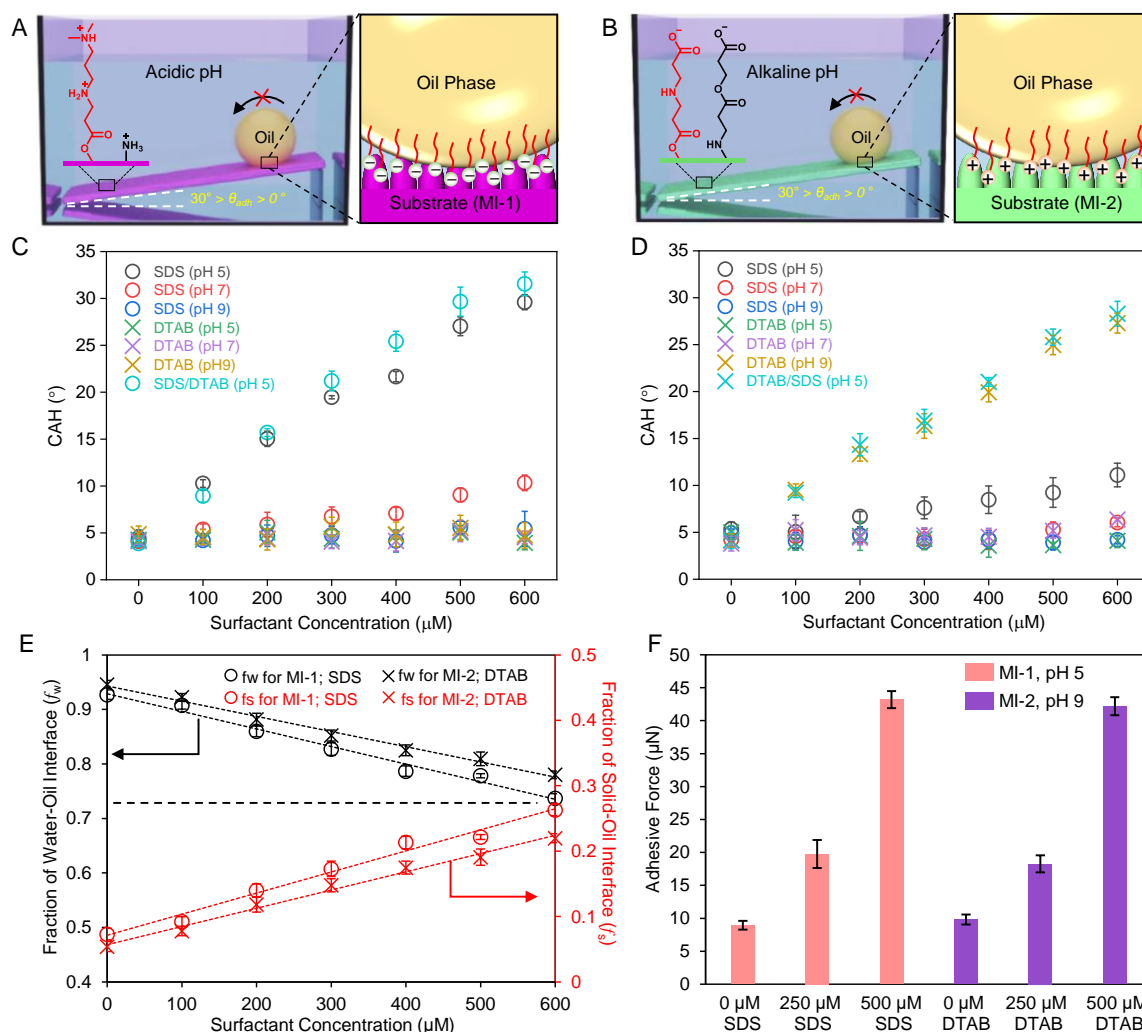 A
Acidic pH
Oil
30° > θadh > 0°
NH
+
H2N
+
O
O
+
NH3
Oil Phase
Substrate (MI-1)
B
Alkaline pH
Oil
30° > θadh > 0°
O-
O
HN
HN
O
O
O-
O
O
O
HN
Oil Phase
Substrate (MI-2)
C
CAH (°)
35
30
25
20
15
10
5
0
SDS (pH 5)
SDS (pH 7)
SDS (pH 9)
DTAB (pH 5)
DTAB (pH 7)
DTAB (pH9)
SDS/DTAB (pH 5)
0 100 200 300 400 500 600
Surfactant Concentration (μM)
D
CAH (°)
35
30
25
20
15
10
5
0
SDS (pH 5)
SDS (pH 7)
SDS (pH 9)
DTAB (pH 5)
DTAB (pH 7)
DTAB (pH 9)
DTAB/SDS (pH 5)
0 100 200 300 400 500 600
Surfactant Concentration (μM)
E
Fraction of Water-Oil Interface (fw)
1
0.9
0.8
0.7
0.6
0.5
0.4
fw for MI-1; SDS
fw for MI-2; DTAB
fs for MI-1; SDS
fs for MI-2; DTAB
0.5
0.4
0.3
0.2
0.1
0
Fraction of Solid-Oil Interface (fs)
0 100 200 300 400 500 600
Surfactant Concentration (μM)
F
Adhesive Force (μN)
50
45
40
35
30
25
20
15
10
5
0
MI-1, pH 5
MI-2, pH 9
0 μM 250 μM 500 μM 0 μM 250 μM 500 μM
SDS SDS SDS DTAB DTAB DTAB